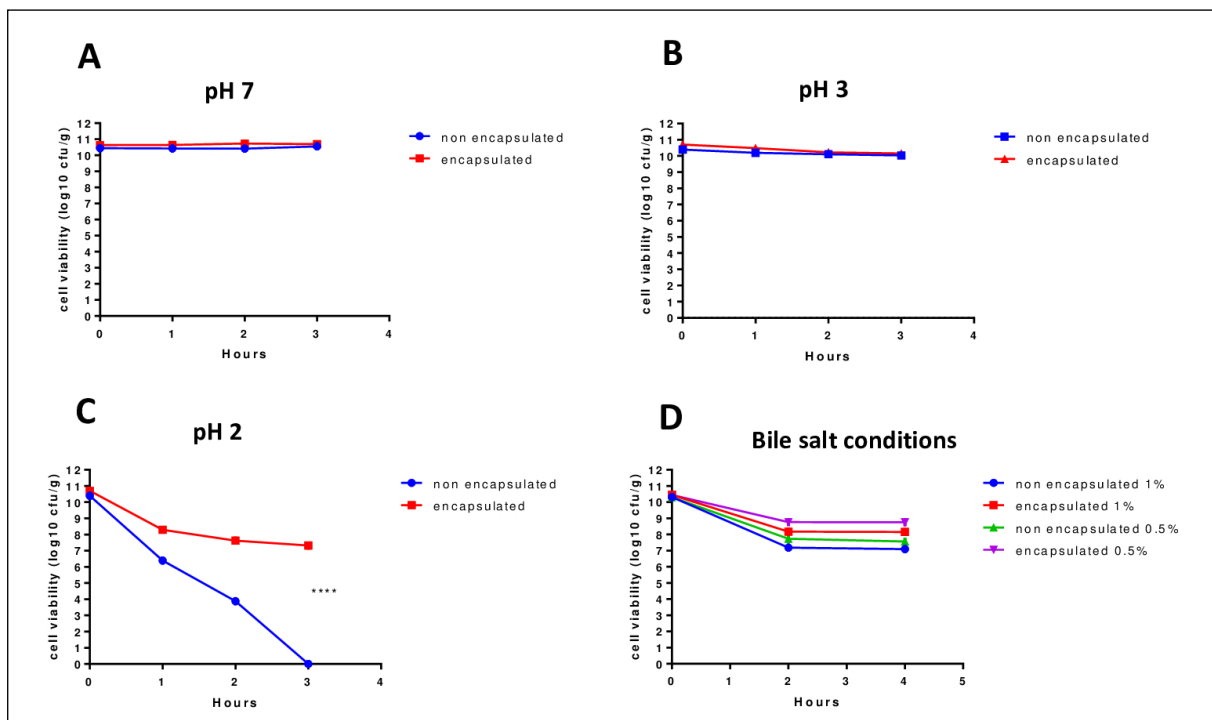 A
pH 7
12
11
10
9
8
7
6
5
4
3
2
1
0
cell viability (log10 cfu/g)
0 1 2 3 4
Hours
non encapsulated
encapsulated
B
pH 3
12
11
10
9
8
7
6
5
4
3
2
1
0
cell viability (log10 cfu/g)
0 1 2 3 4
Hours
non encapsulated
encapsulated
C
pH 2
12
11
10
9
8
7
6
5
4
3
2
1
0
cell viability (log10 cfu/g)
****
0 1 2 3 4
Hours
non encapsulated
encapsulated
D
Bile salt conditions
12
11
10
9
8
7
6
5
4
3
2
1
0
cell viability (log10 cfu/g)
0 1 2 3 4 5
Hours
non encapsulated 1%
encapsulated 1%
non encapsulated 0.5%
encapsulated 0.5%